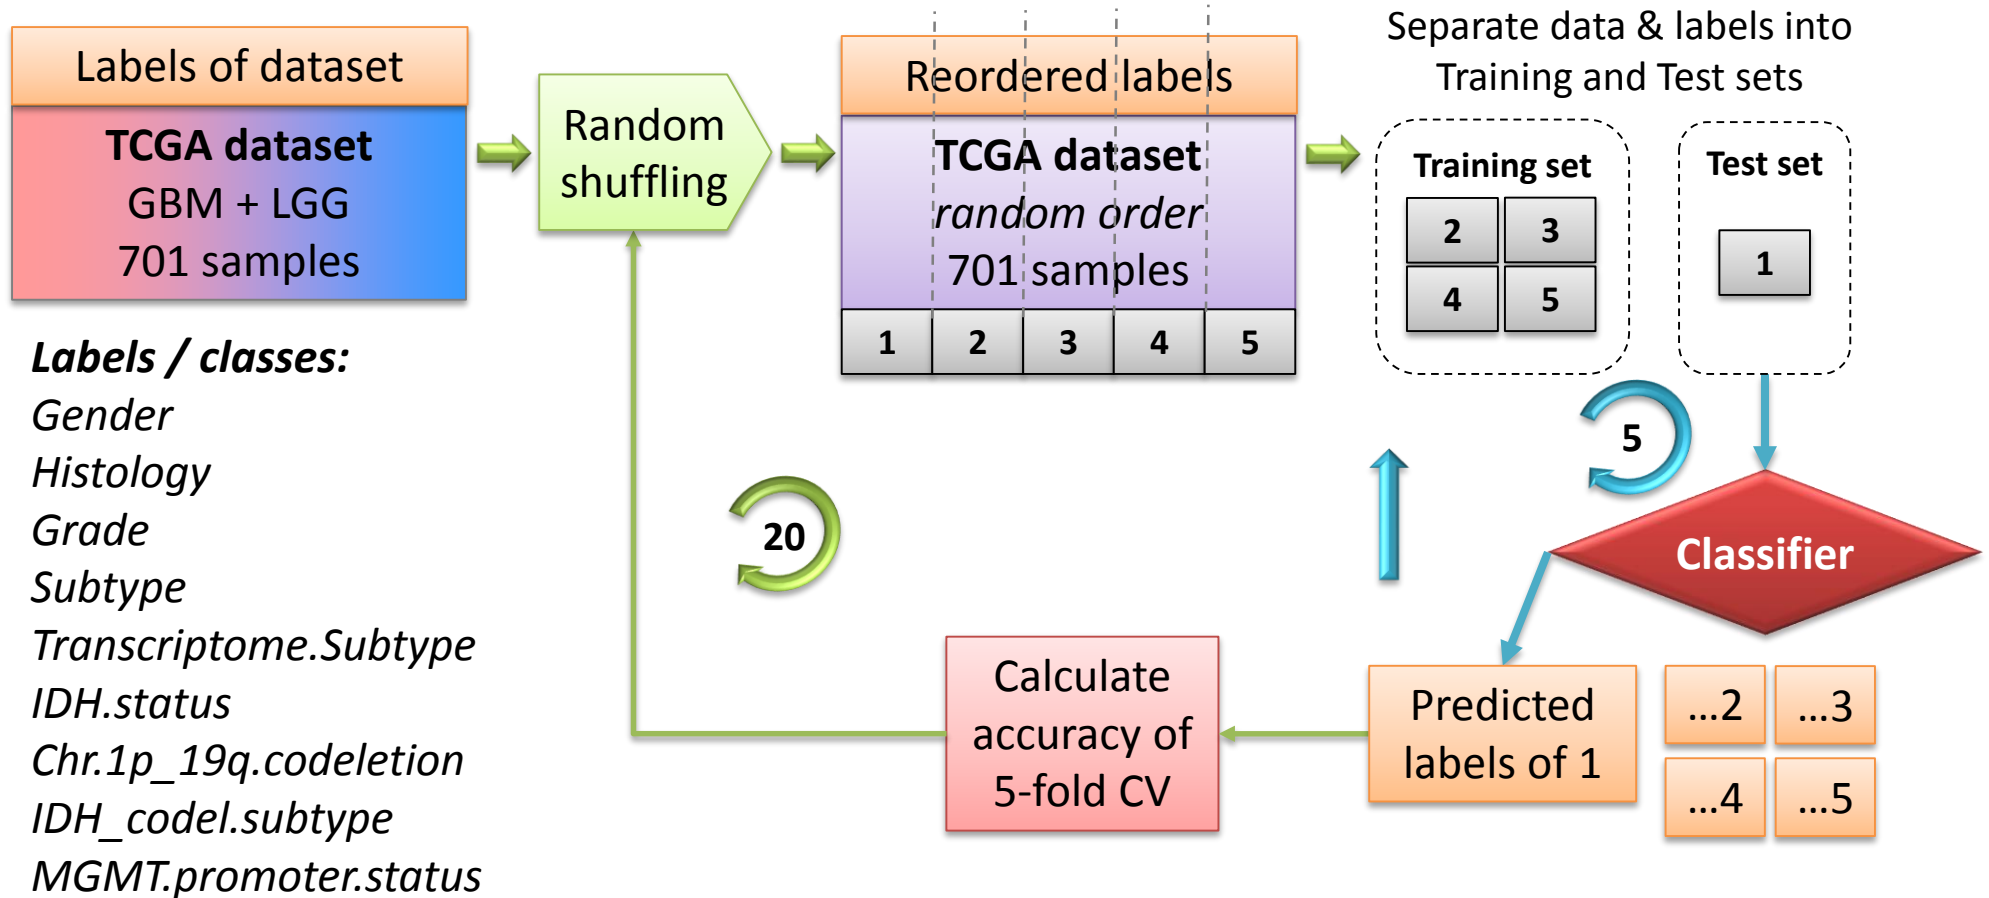 Labels of dataset
TCGA dataset
GBM + LGG
701 samples
Labels / classes:
Gender
Histology
Grade
Subtype
Transcriptome.Subtype
IDH.status
Chr.1p_19q.codeletion
IDH_codel.subtype
MGMT.promoter.status
Random
shuffling
Reordered labels
TCGA dataset
random order
701 samples
1 2 3 4 5
Separate data & labels into
Training and Test sets
Training set
2 3
4 5
Test set
1
5
Classifier
Predicted
labels of 1
...2 ...3
...4 ...5
Calculate
accuracy of
5-fold CV
20